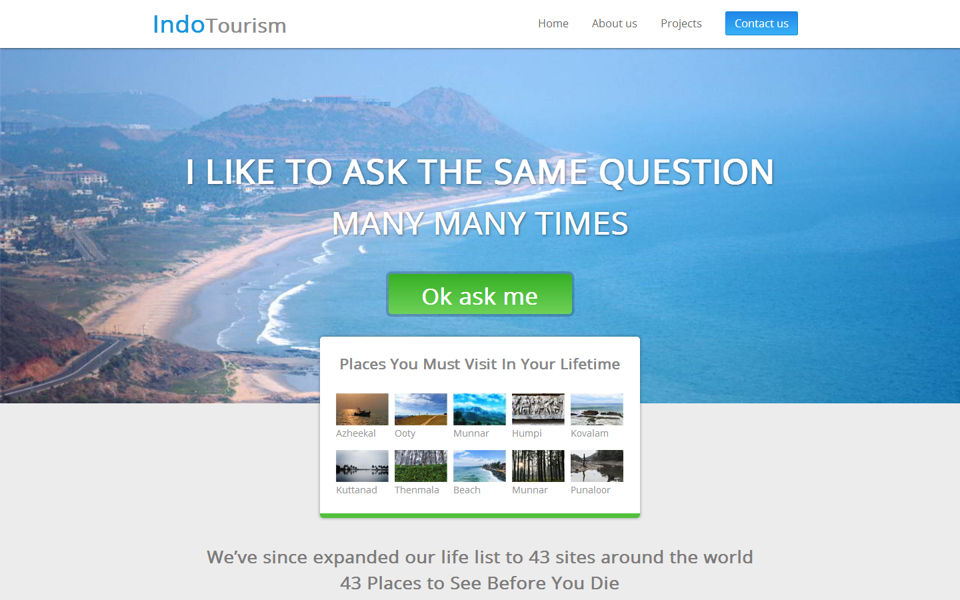 IndoTourism
Home About us Projects Contact us
I LIKE TO ASK THE SAME QUESTION
MANY MANY TIMES
Ok ask me
Places You Must Visit In Your Lifetime
Azheekal Ooty Munnar Humpi Kovalam
Kuttanad Thenmala Beach Munnar Punaloor
We've since expanded our life list to 43 sites around the world
43 Places to See Before You Die